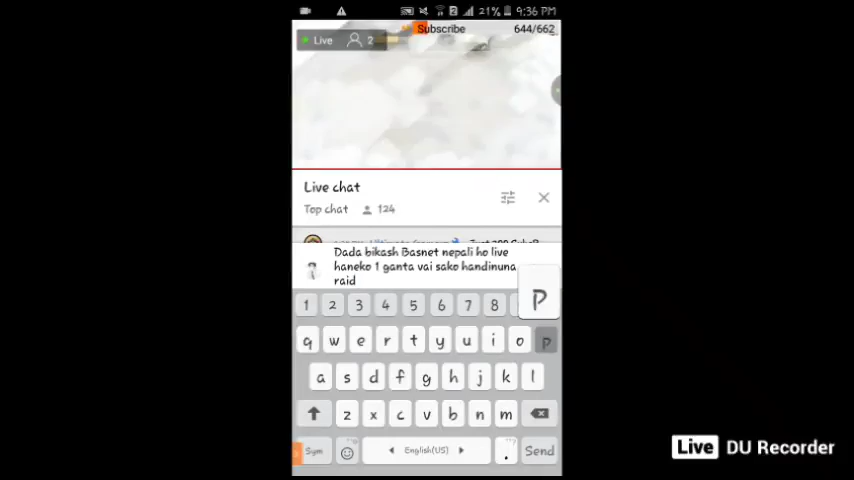 21% 9:36 PM
Subscribe 644/662
Live 2
Live chat
Top chat 124
Dada bikash Basnet nepali ho live
haneko 1 ganta vai sako handinuna
raid
p
1 2 3 4 5 6 7 8
q w e r t y u i o p
a s d f g h j k l
z x c v b n m
Sym English(US) . Send
Live DU Recorder